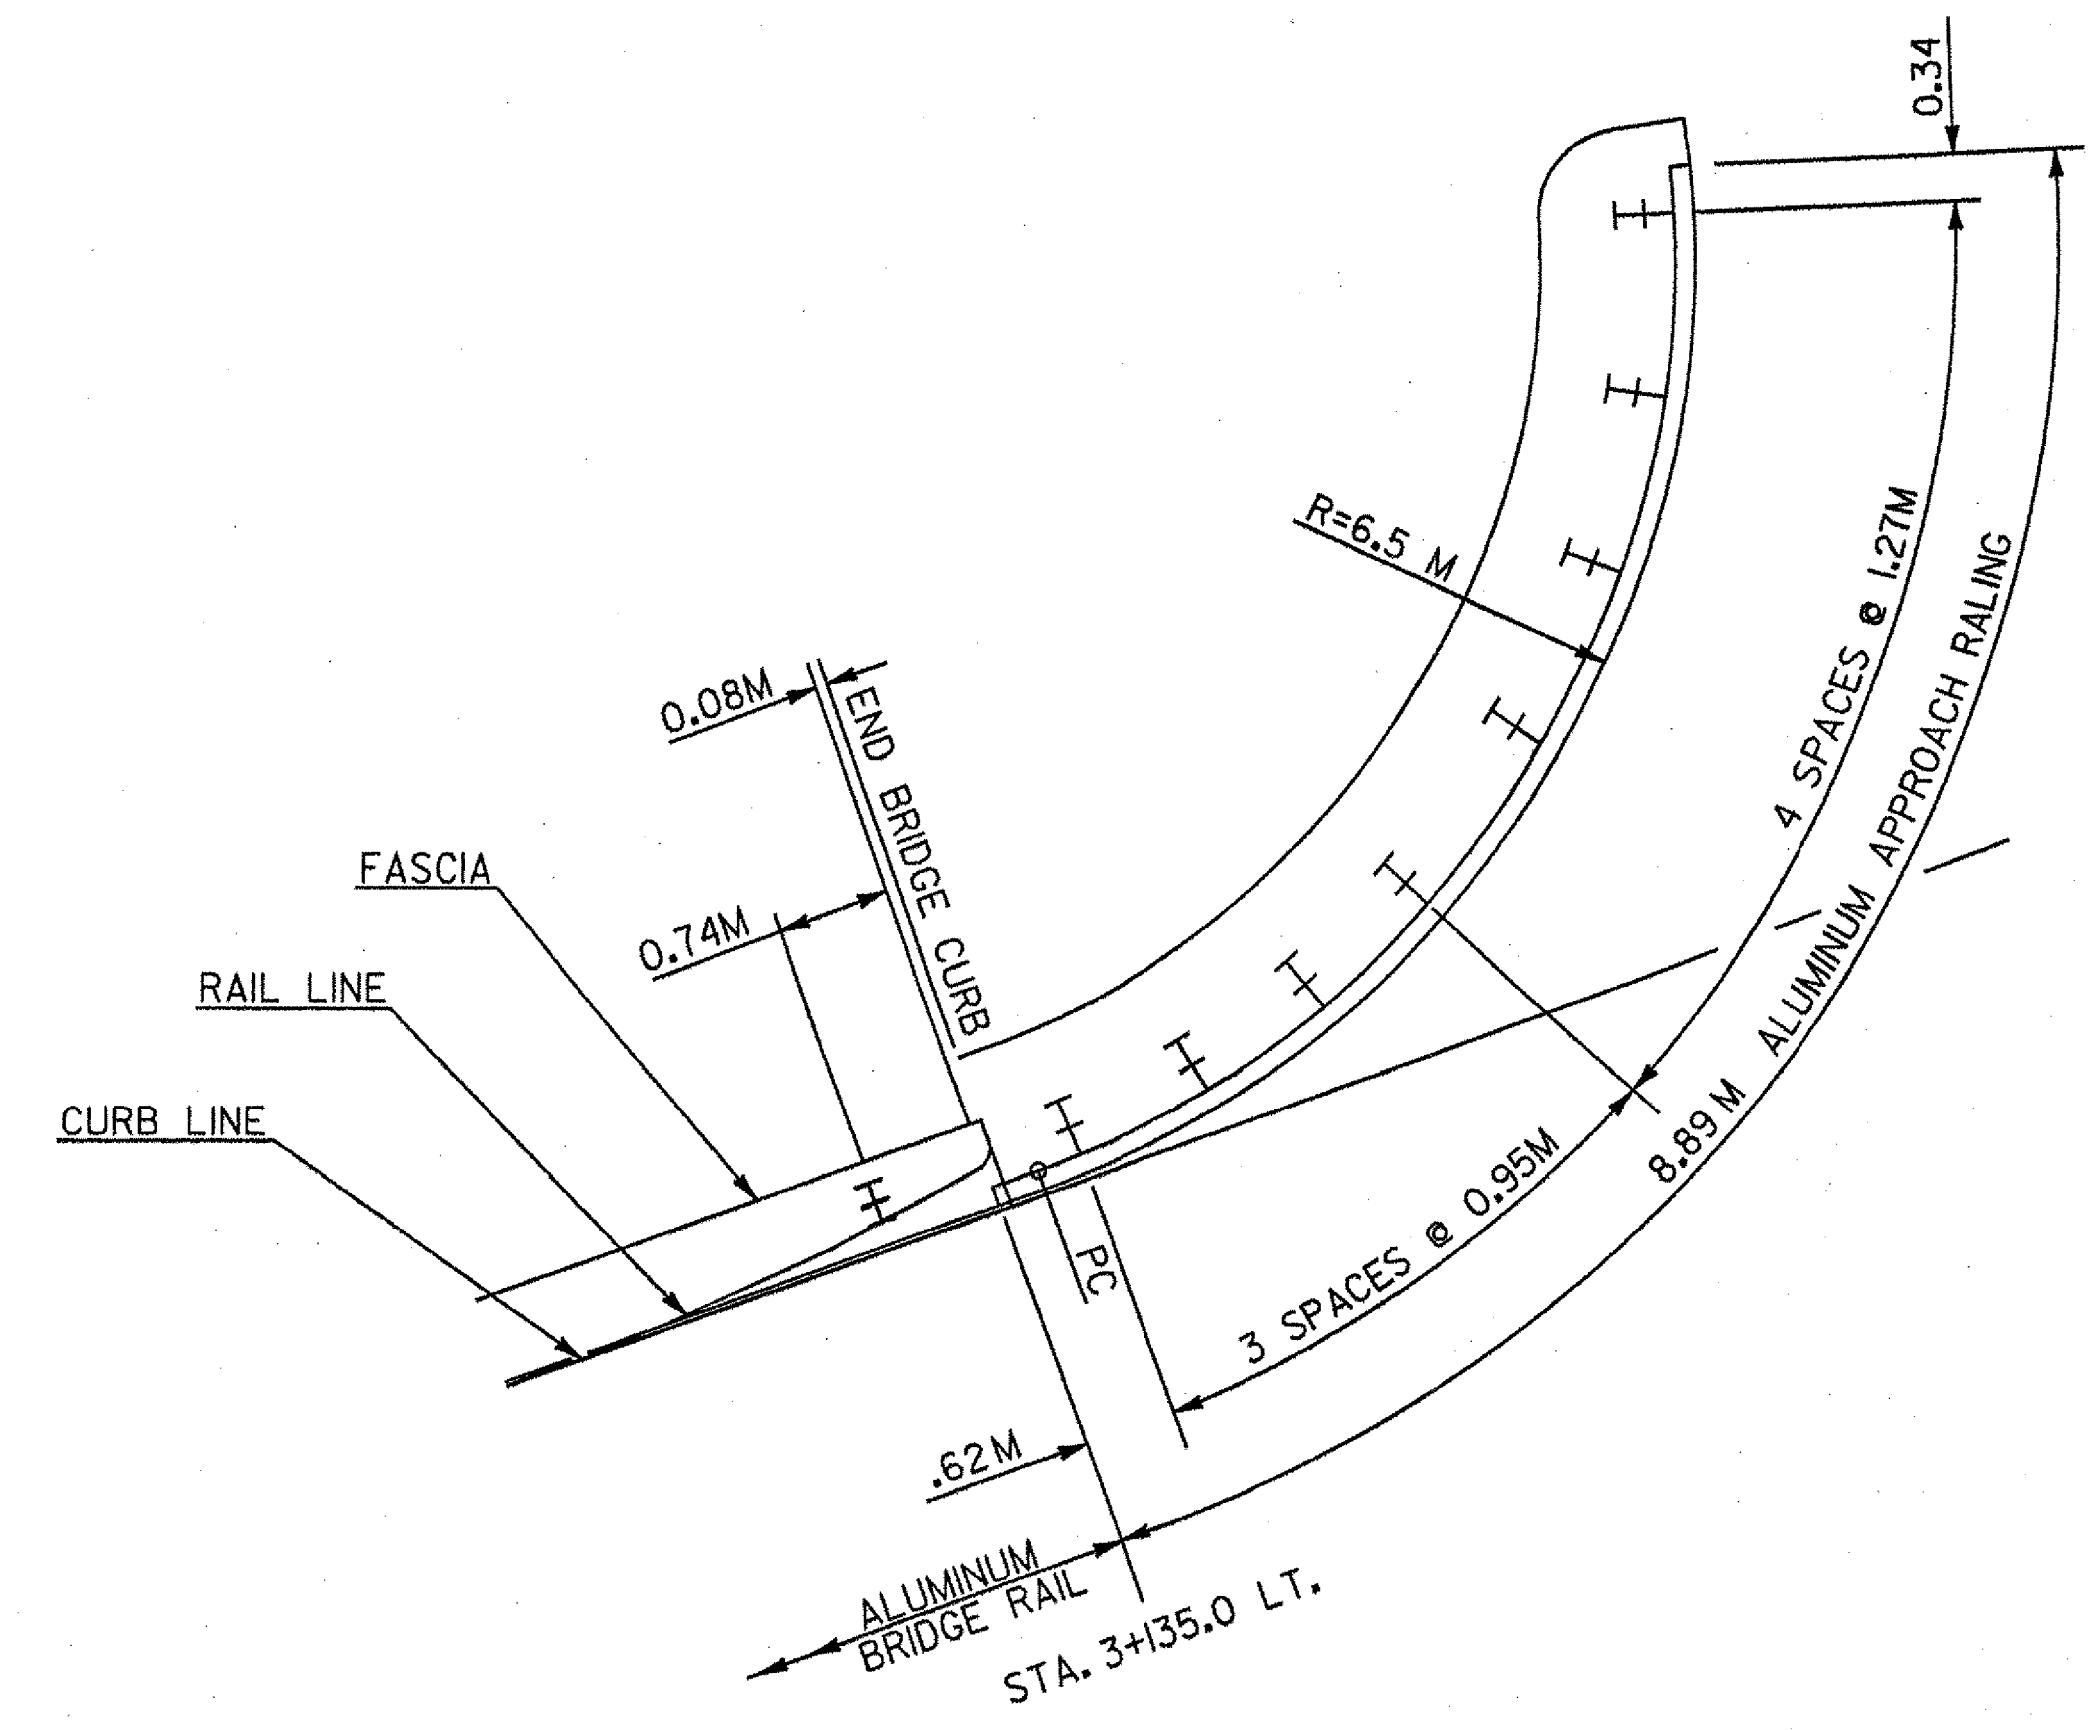 0.34
R=6.5 M
4 SPACES @ 1.27M
8.89 M ALUMINUM APPROACH RALING
0.08M
END BRIDGE CURB
FASCIA
0.74M
RAIL LINE
CURB LINE
PC
3 SPACES @ 0.95M
.62M
ALUMINUM
BRIDGE RAIL
STA. 3+135.0 LT.